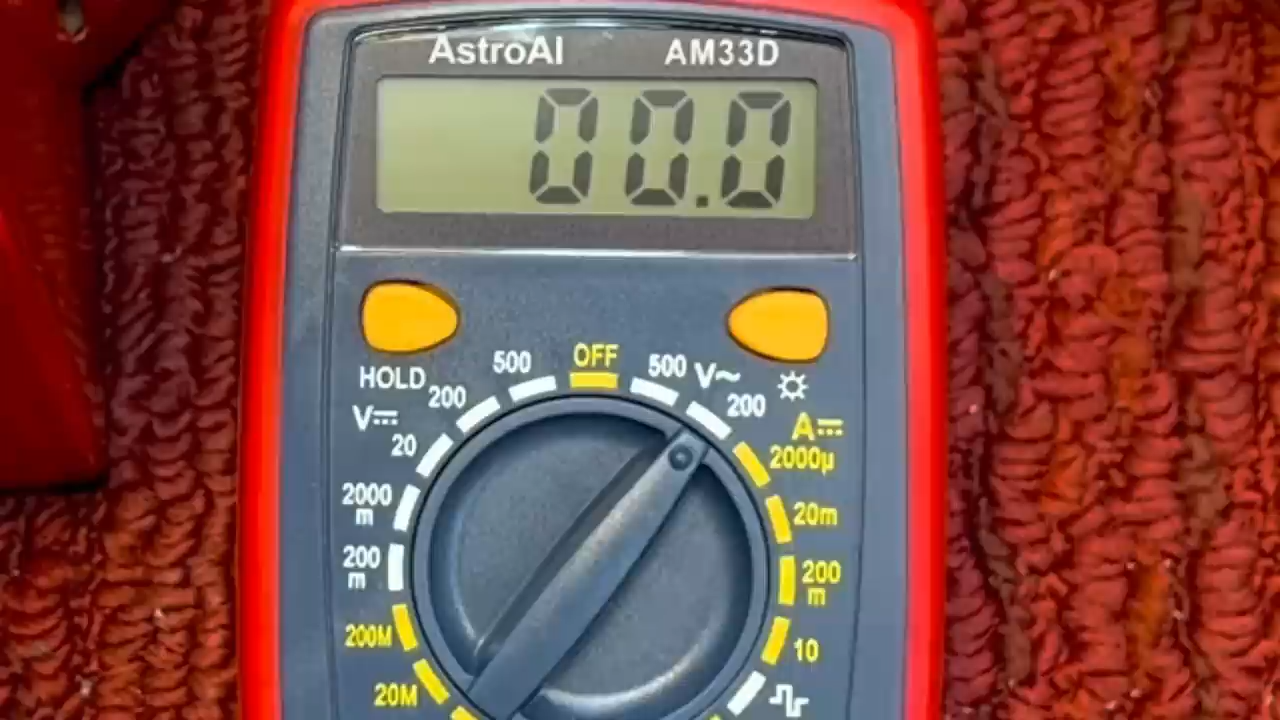 AstroAI AM33D
00.0
500 OFF 500 V~
HOLD 200 200
V⎓ A⎓
20 2000µ
2000
m
20m
200
m
200
m
200M 10
20M